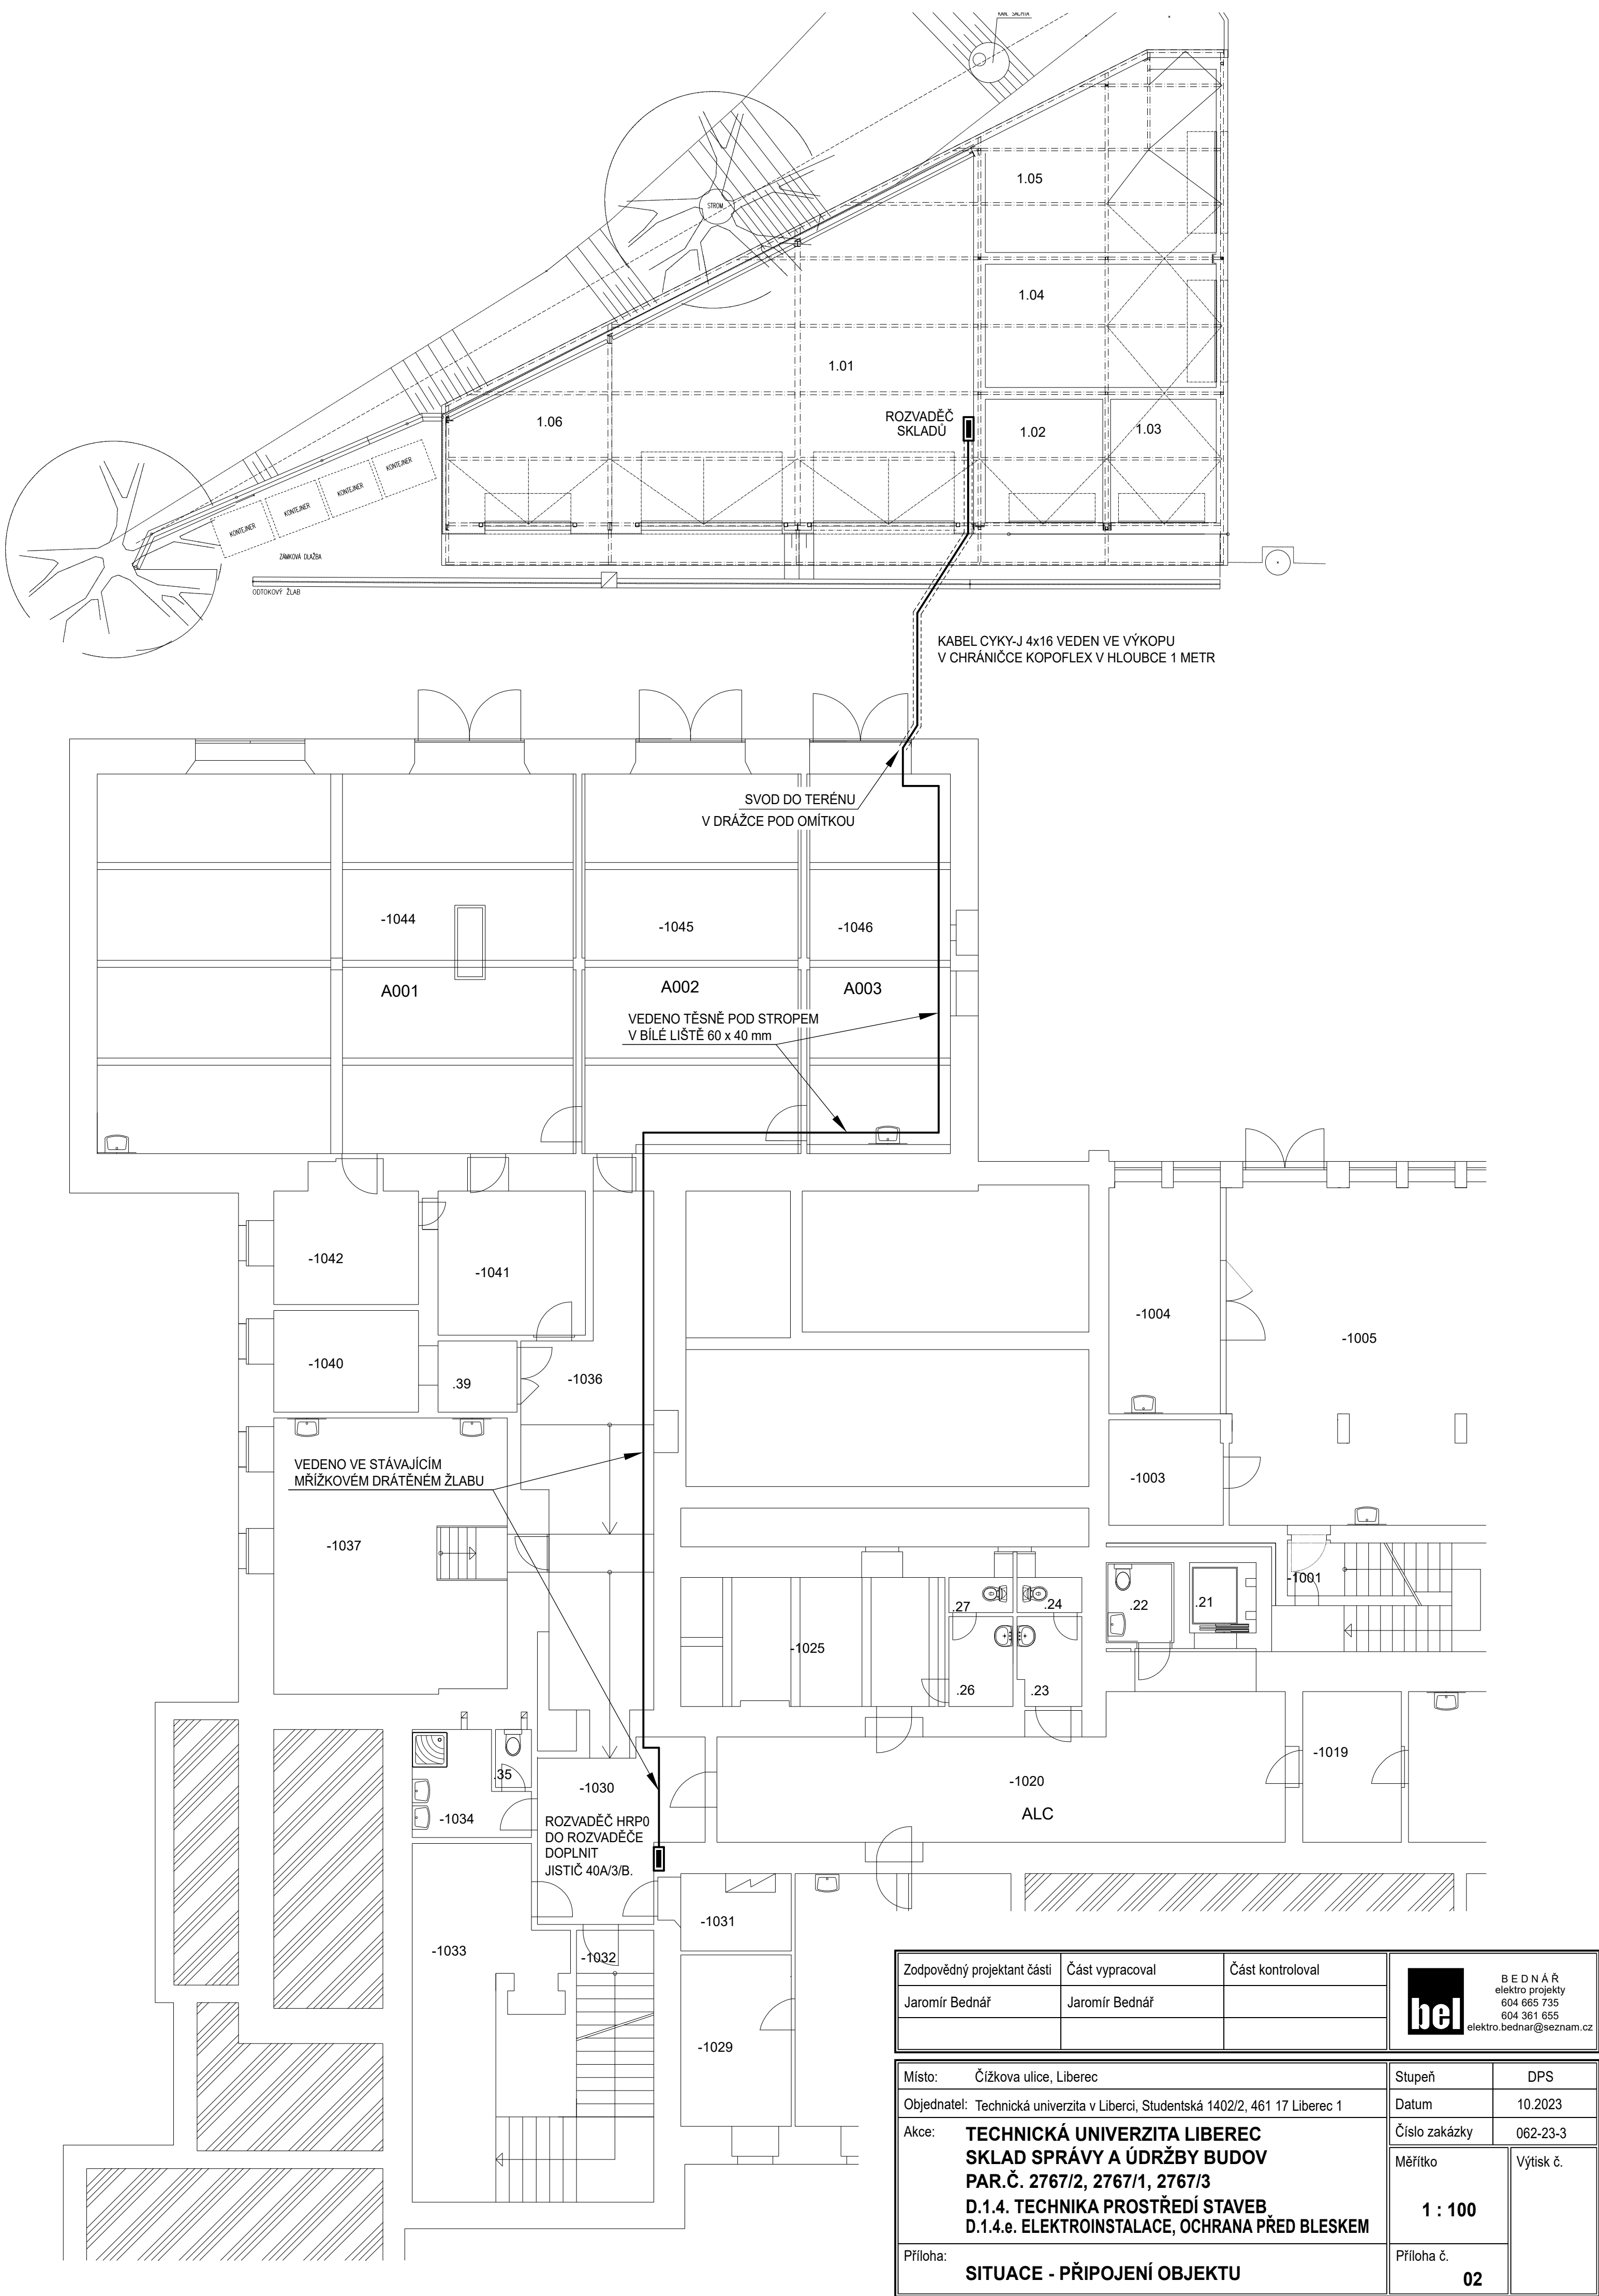 KAN. ŠACHTA
STROM
1.05
1.04
1.01
1.06
ROZVADĚČ
SKLADŮ
1.02
1.03
KONTEJNER
KONTEJNER
KONTEJNER
KONTEJNER
ZÁMKOVÁ DLAŽBA
ODTOKOVÝ ŽLAB
KABEL CYKY-J 4x16 VEDEN VE VÝKOPU
V CHRÁNIČCE KOPOFLEX V HLOUBCE 1 METR
SVOD DO TERÉNU
V DRÁŽCE POD OMÍTKOU
-1044
-1045
-1046
A001
A002
A003
VEDENO TĚSNĚ POD STROPEM
V BÍLÉ LIŠTĚ 60 x 40 mm
-1042
-1041
-1004
-1005
-1040
.39
-1036
VEDENO VE STÁVAJÍCÍM
MŘÍŽKOVÉM DRÁTĚNÉM ŽLABU
-1003
-1037
-1001
.27
.24
.22
.21
-1025
.26
.23
.35
-1030
-1034
-1020
ALC
-1019
ROZVADĚČ HRP0
DO ROZVADĚČE
DOPLNIT
JISTIČ 40A/3/B.
-1031
-1033
-1032
-1029
Zodpovědný projektant části
Část vypracoval
Část kontroloval
Jaromír Bednář
Jaromír Bednář
bel
BEDNÁŘ
elektro projekty
604 665 735
604 361 655
elektro.bednar@seznam.cz
Místo: Čížkova ulice, Liberec
Stupeň DPS
Objednatel: Technická univerzita v Liberci, Studentská 1402/2, 461 17 Liberec 1
Datum 10.2023
Akce: TECHNICKÁ UNIVERZITA LIBEREC
SKLAD SPRÁVY A ÚDRŽBY BUDOV
PAR.Č. 2767/2, 2767/1, 2767/3
D.1.4. TECHNIKA PROSTŘEDÍ STAVEB
D.1.4.e. ELEKTROINSTALACE, OCHRANA PŘED BLESKEM
Číslo zakázky 062-23-3
Měřítko
1 : 100
Výtisk č.
Příloha:
SITUACE - PŘIPOJENÍ OBJEKTU
Příloha č.
02